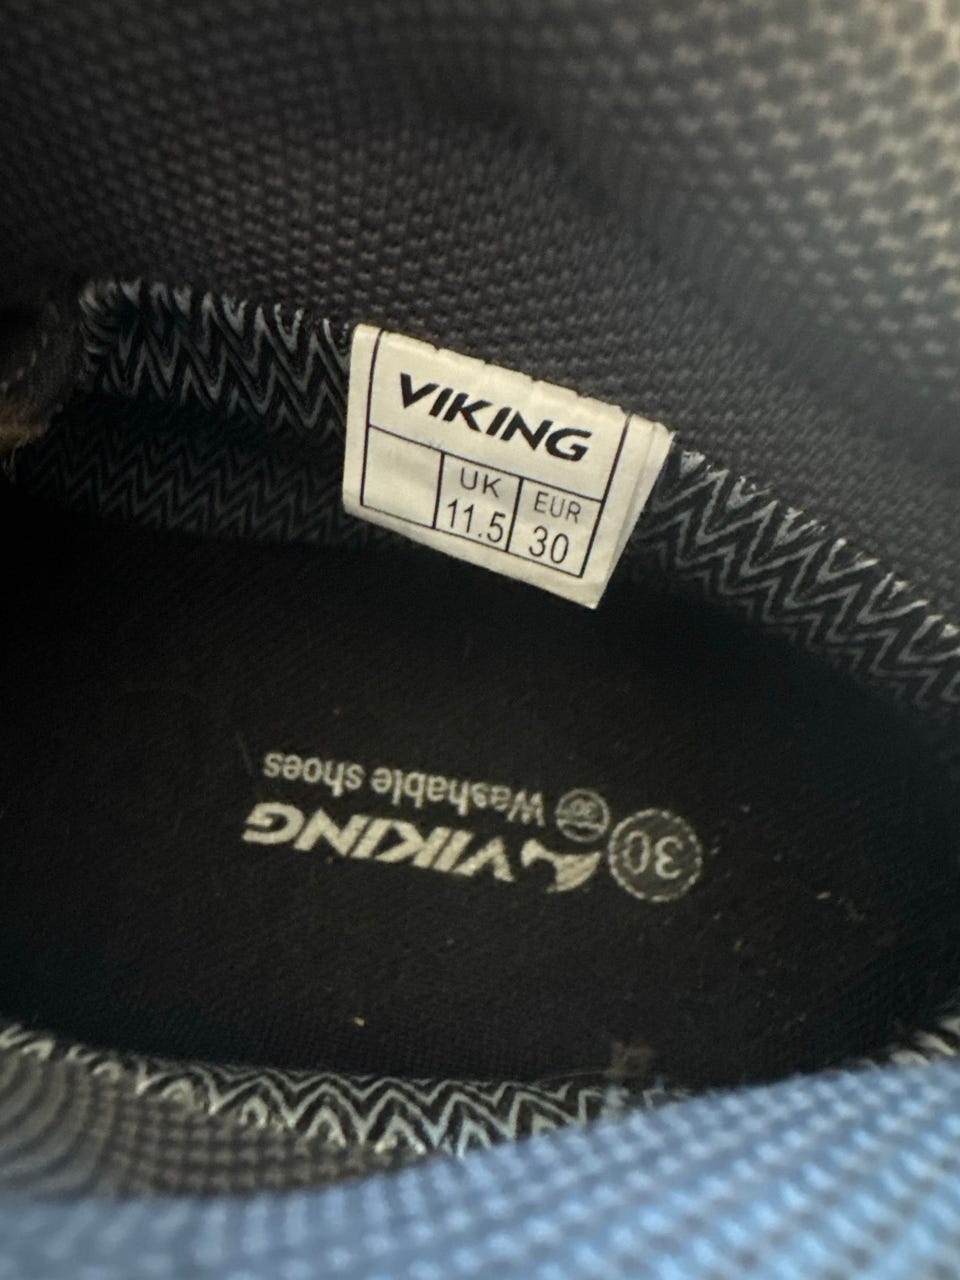 VIKING
UK EUR
11.5 30
30 VIKING
30° Washable shoes